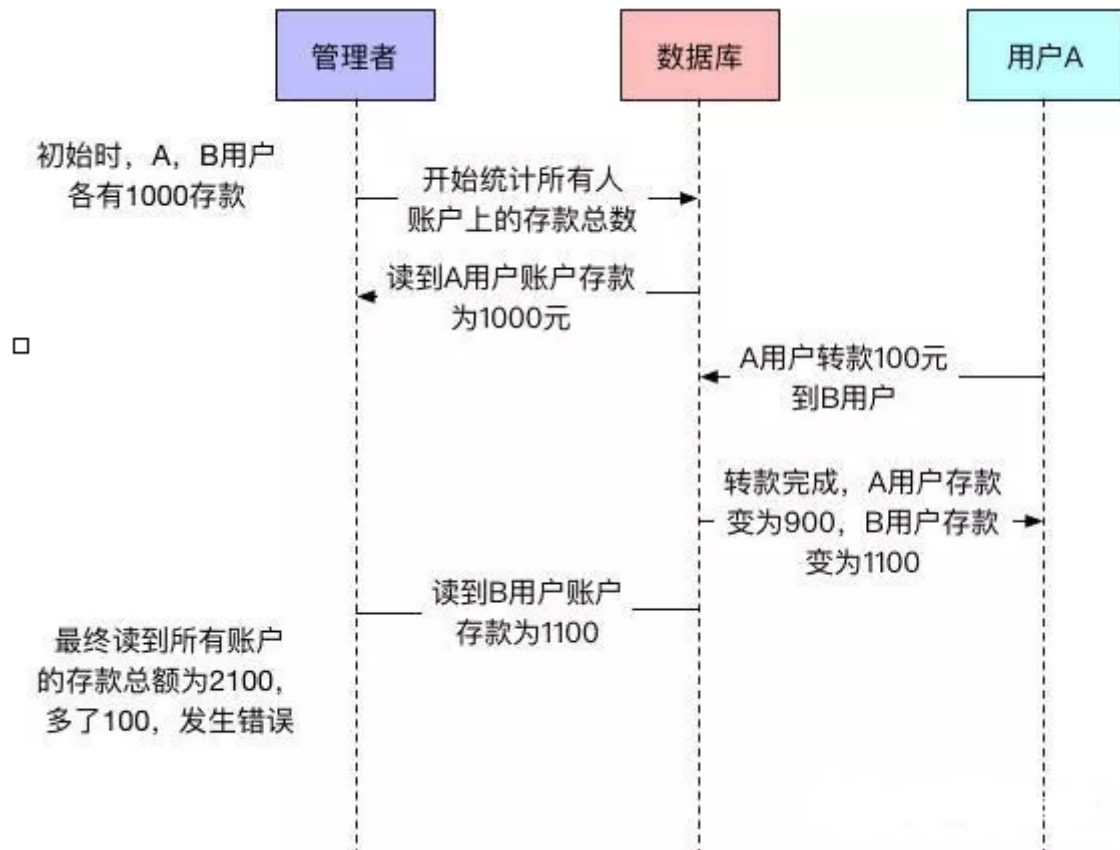 管理者
数据库
用户A
初始时，A，B用户
各有1000存款
开始统计所有人
账户上的存款总数
读到A用户账户存款
为1000元
A用户转款100元
到B用户
转款完成，A用户存款
变为900，B用户存款
变为1100
读到B用户账户
存款为1100
最终读到所有账户
的存款总额为2100，
多了100，发生错误